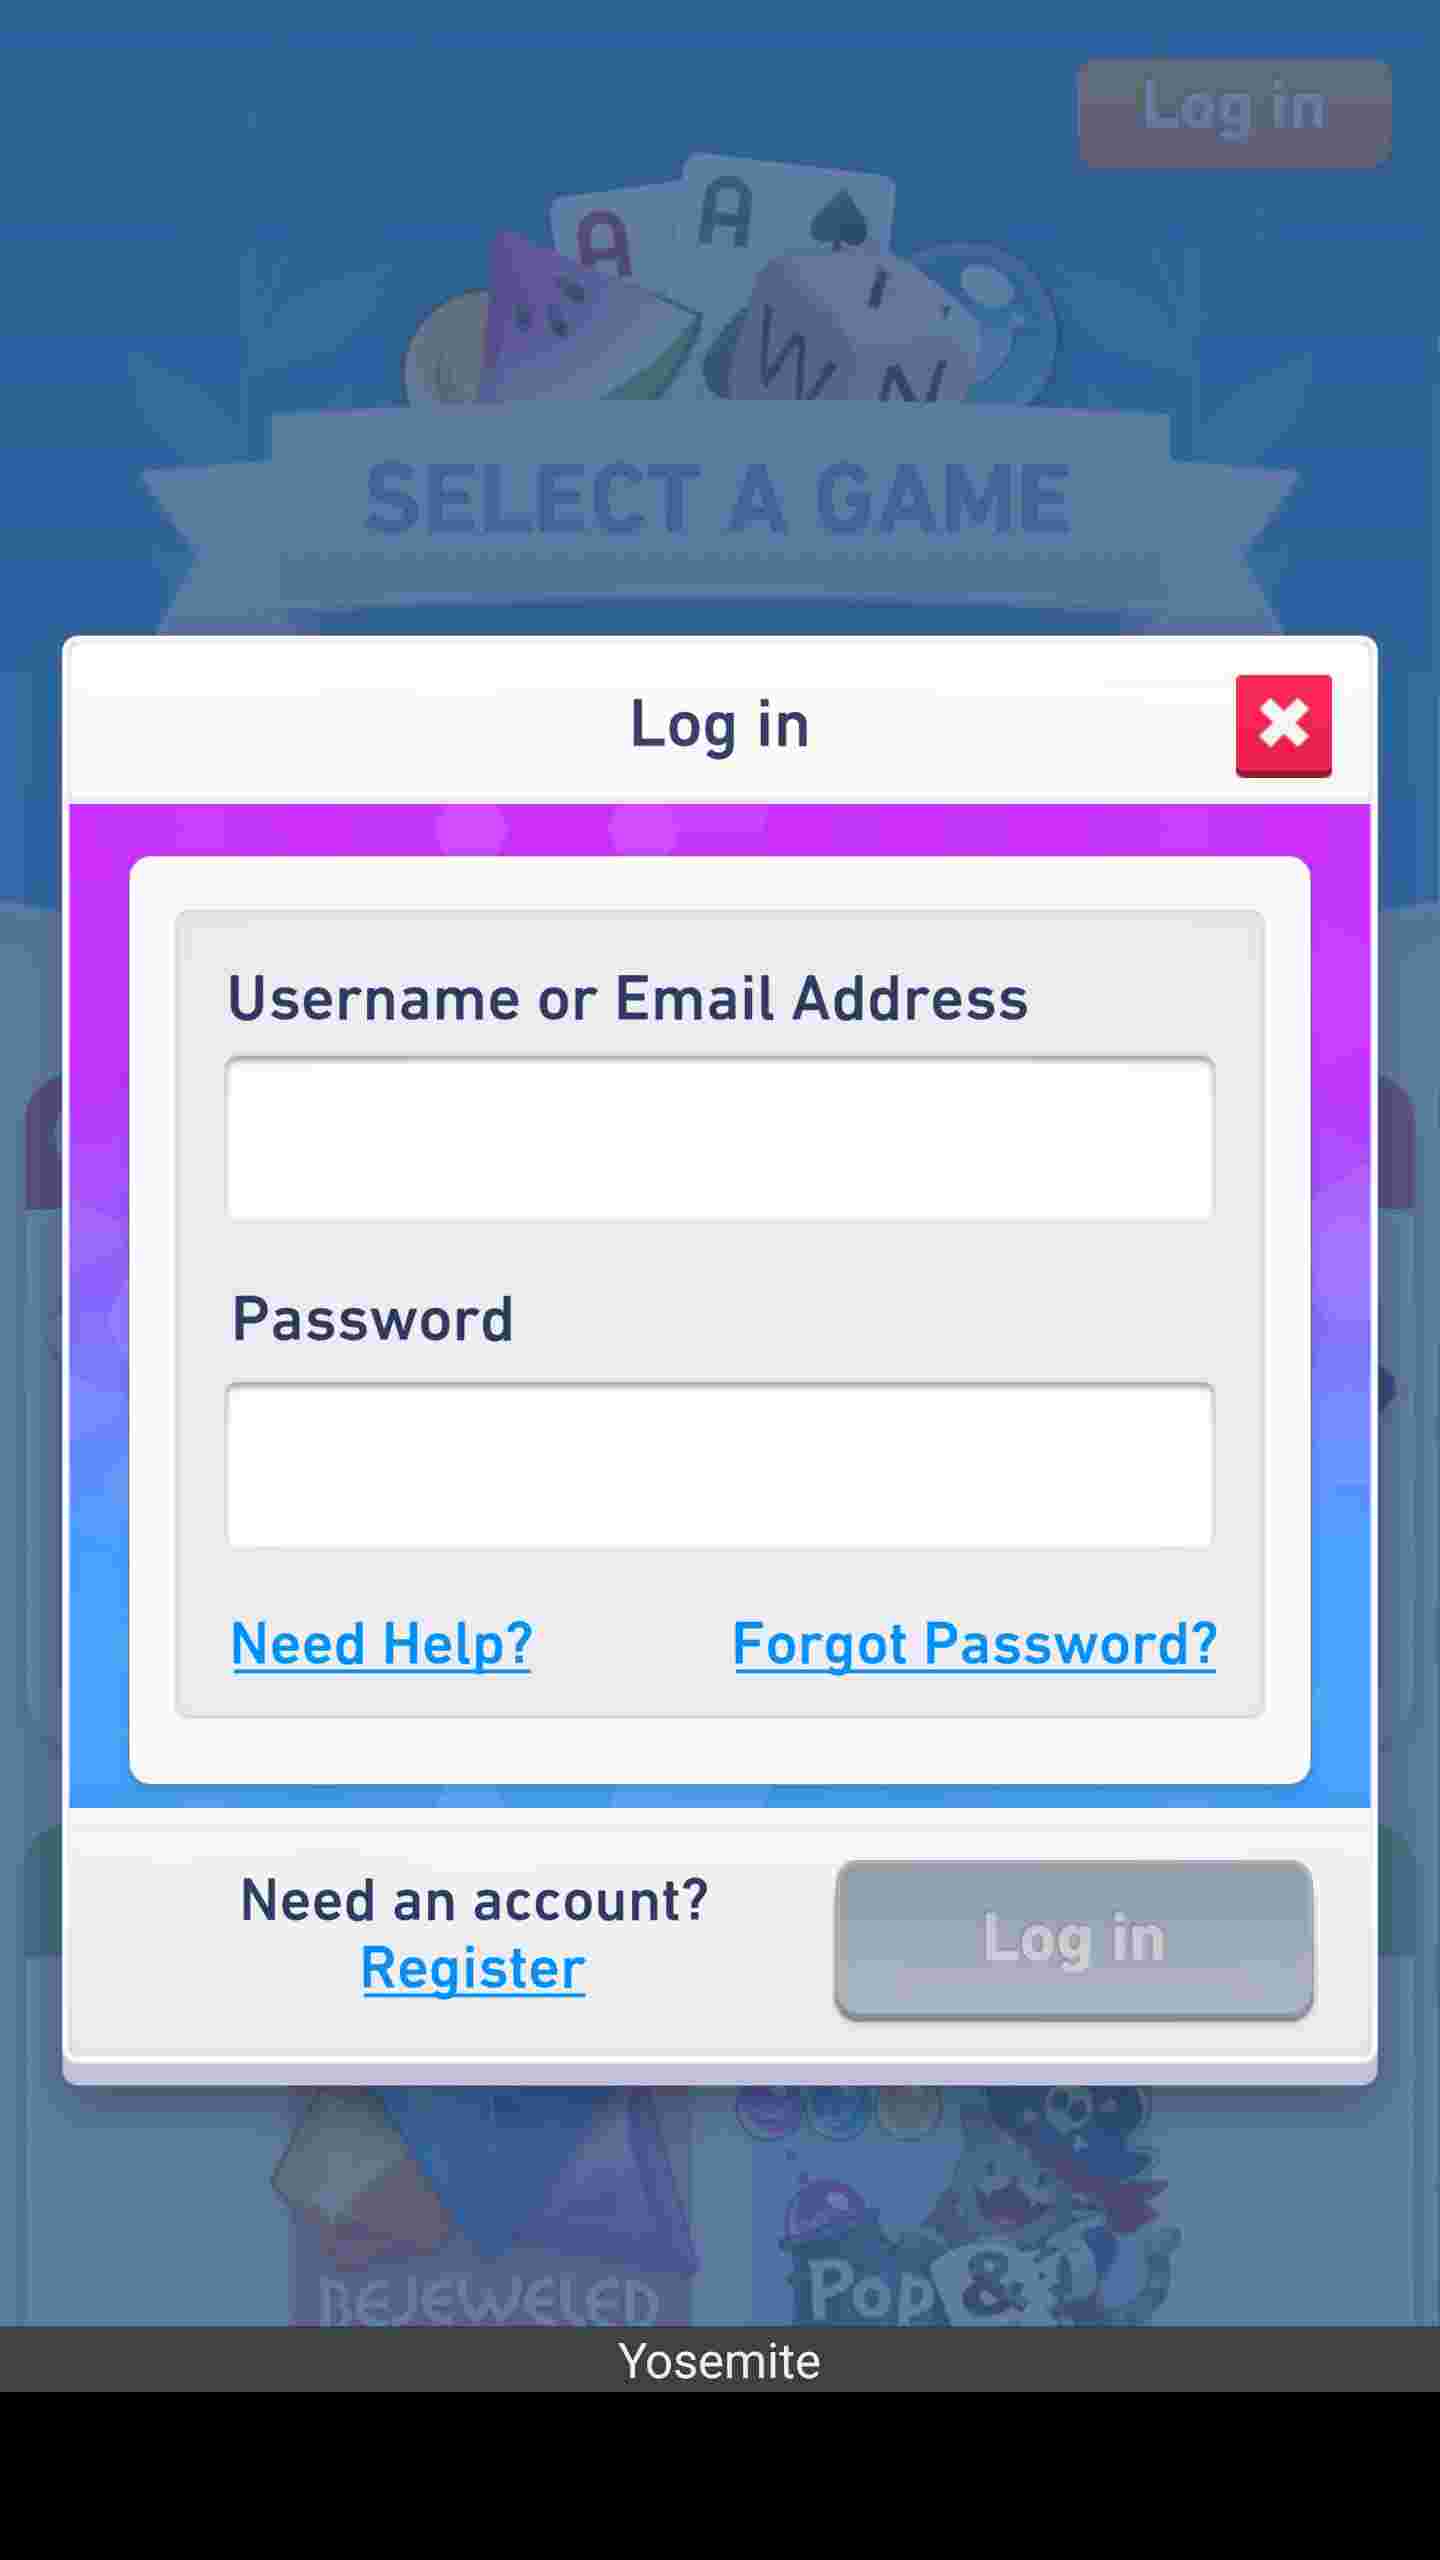 Log in
A
A
W
I
N
SELECT A GAME
Log in
Username or Email Address
Password
Need Help?
Forgot Password?
Need an account?
Register
Log in
BEJEWELED
Pop &
Yosemite